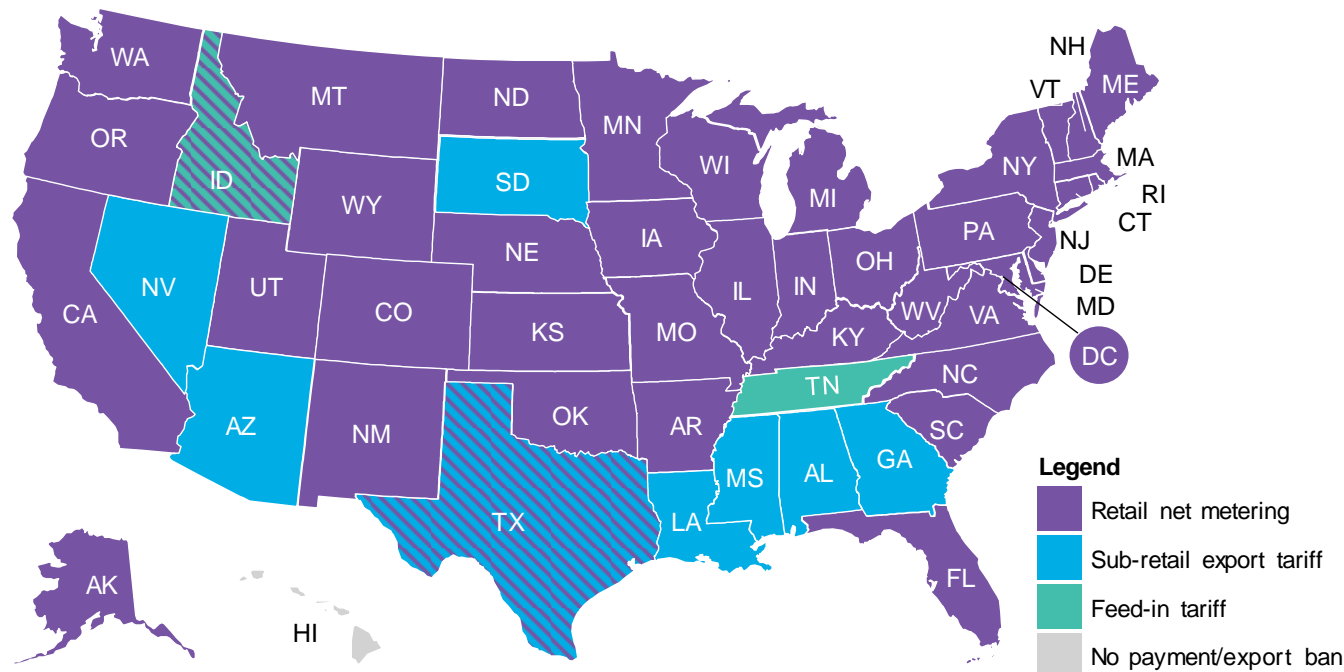 WA
MT
ND
MN
OR
ID
WY
SD
WI
MI
NY
NH
VT
ME
MA
RI
CT
NJ
DE
MD
DC
PA
CA
NV
UT
CO
NE
KS
IA
MO
IL
IN
OH
KY
WV
VA
TN
NC
SC
AZ
NM
OK
AR
TX
LA
MS
AL
GA
FL
AK
HI
Legend
Retail net metering
Sub-retail export tariff
Feed-in tariff
No payment/export ban